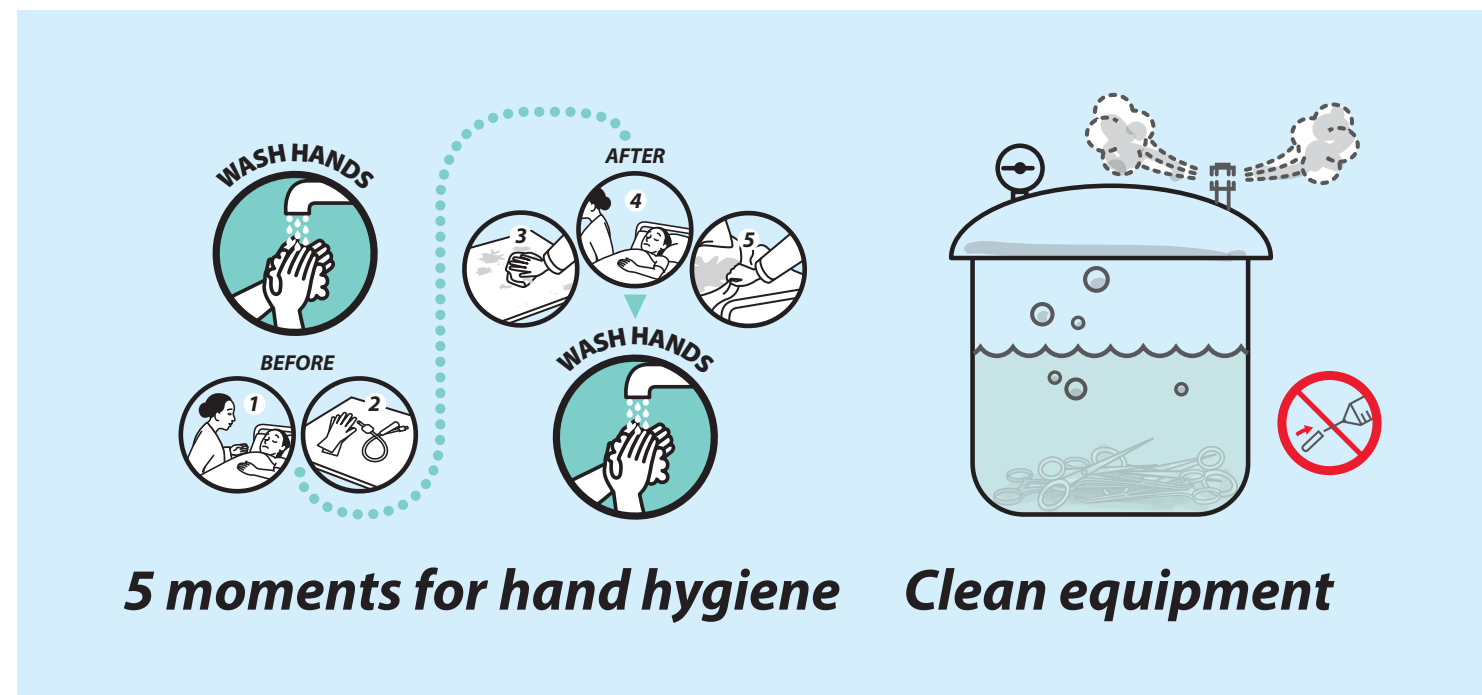 WASH HANDS
BEFORE
1
2
AFTER
3
4
5
WASH HANDS
5 moments for hand hygiene
Clean equipment